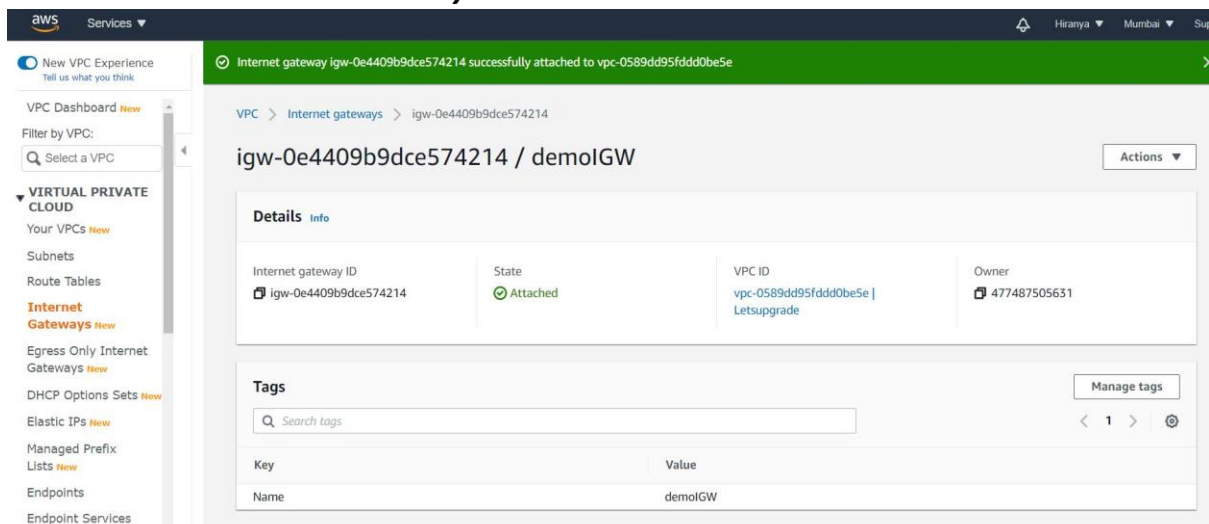 aws Services ▼ Hiranya ▼ Mumbai ▼ Sup
New VPC Experience
Tell us what you think
Internet gateway igw-0e4409b9dce574214 successfully attached to vpc-0589dd95fddd0be5e
VPC Dashboard New
Filter by VPC:
Select a VPC
VIRTUAL PRIVATE
CLOUD
Your VPCs New
Subnets
Route Tables
Internet
Gateways New
Egress Only Internet
Gateways New
DHCP Options Sets New
Elastic IPs New
Managed Prefix
Lists New
Endpoints
Endpoint Services
VPC > Internet gateways > igw-0e4409b9dce574214
igw-0e4409b9dce574214 / demoIGW
Actions ▼
Details Info
Internet gateway ID
igw-0e4409b9dce574214
State
Attached
VPC ID
vpc-0589dd95fddd0be5e |
Letsupgrade
Owner
477487505631
Tags
Manage tags
Search tags
< 1 >
Key Value
Name demoIGW